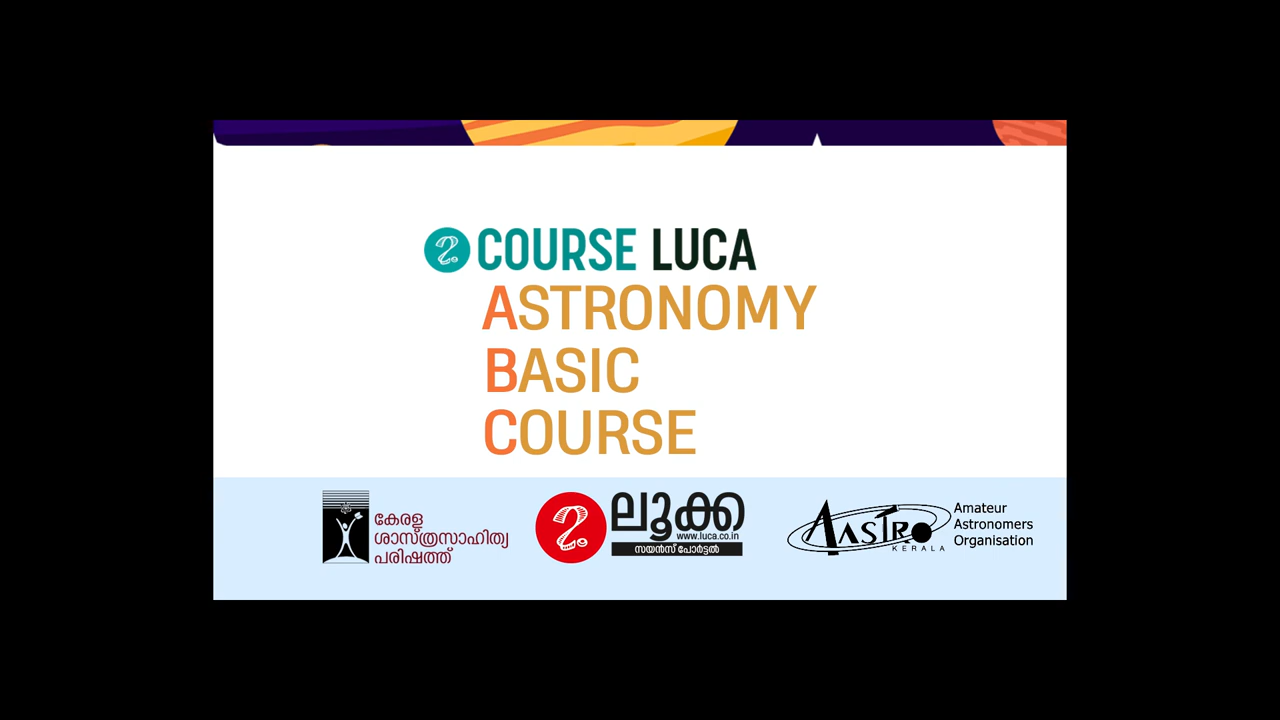 COURSE LUCA
ASTRONOMY
BASIC
COURSE
കേരള
ശാസ്ത്രസാഹിത്യ
പരിഷത്ത്
ലൂക്ക
www.luca.co.in
സയൻസ് പോർട്ടൽ
AASTRO
KERALA
Amateur
Astronomers
Organisation